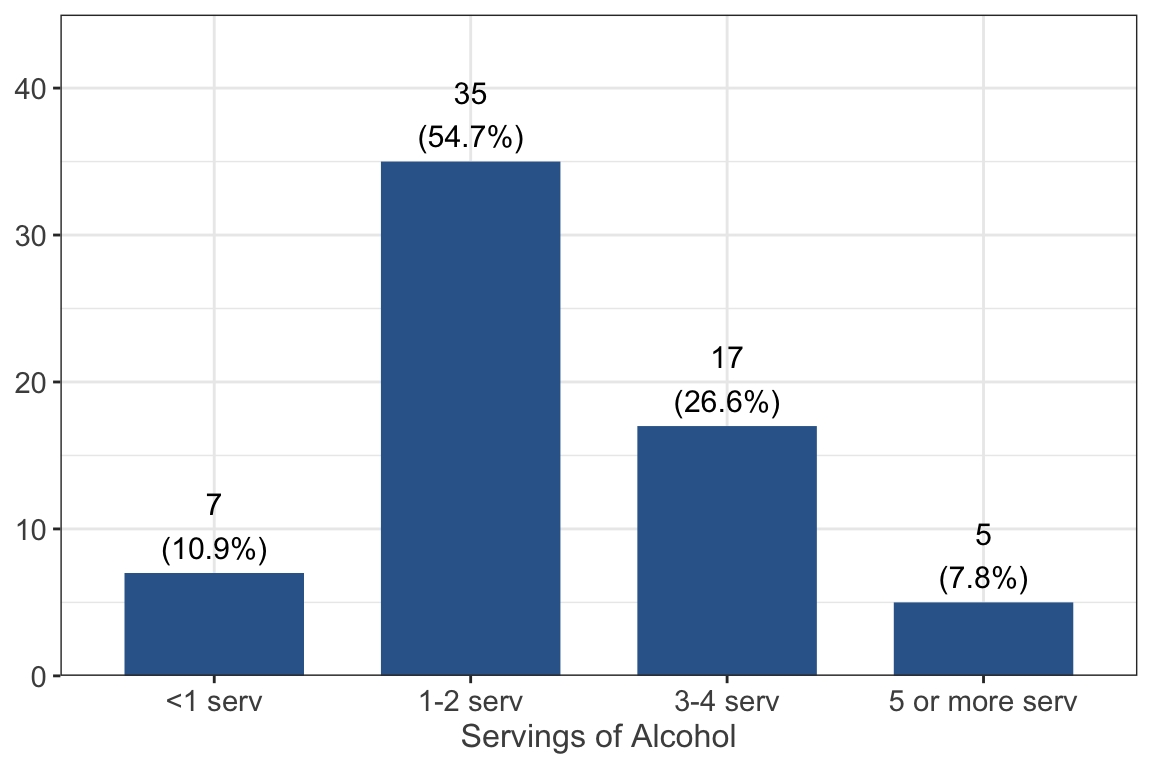 40
30
20
10
0
7
(10.9%)
35
(54.7%)
17
(26.6%)
5
(7.8%)
<1 serv
1-2 serv
3-4 serv
5 or more serv
Servings of Alcohol